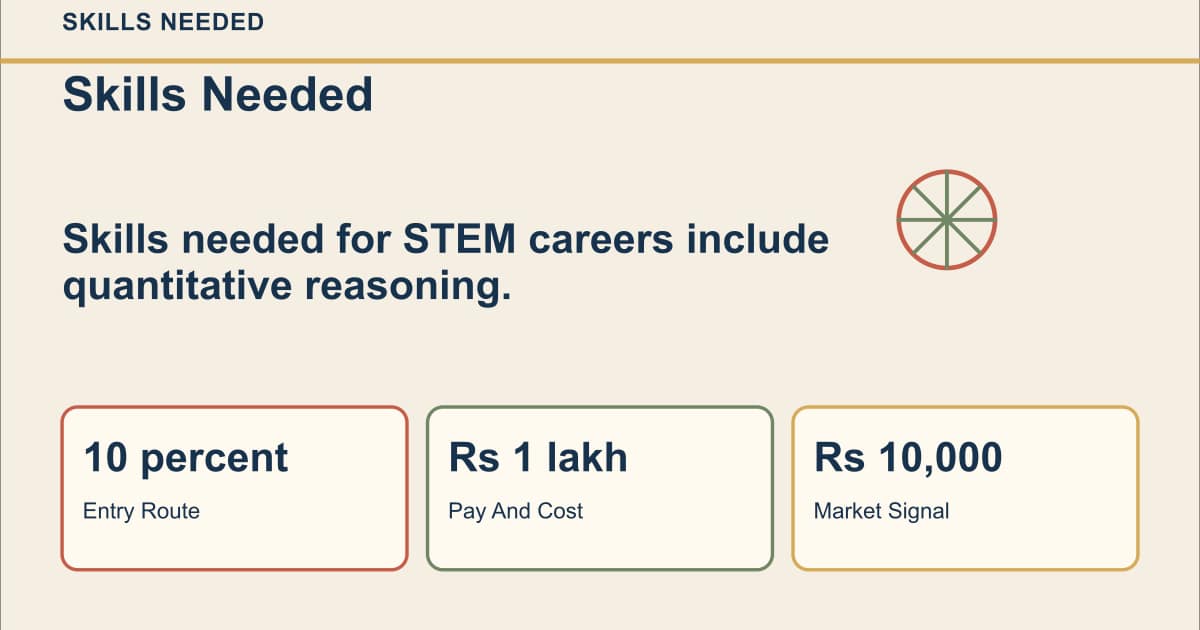 SKILLS NEEDED
Skills Needed
Skills needed for STEM careers include
quantitative reasoning.
10 percent
Entry Route
Rs 1 lakh
Pay And Cost
Rs 10,000
Market Signal